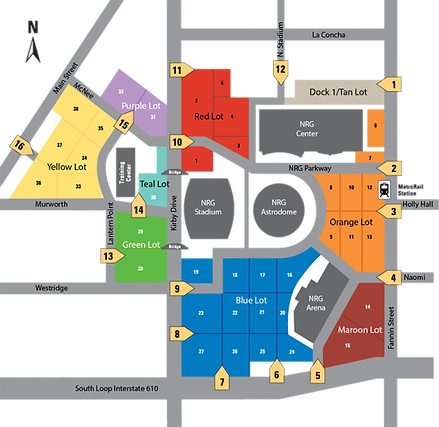 N
La Concha
N. Stadium
Main Street
McNee
12
11
1
32
Purple Lot
31
5
2
Red Lot
4
3
1
Dock 1/Tan Lot
NRG
Center
6
7
38
37
35
34
36
33
Yellow Lot
15
16
10
Training
Center
Teal Lot
30
NRG Parkway
2
MetroRail
Station
Murworth
14
Lantern Point
Kirby Drive
Bridge
NRG
Stadium
NRG
Astrodome
8
10
12
Orange Lot
9
11
13
3
Holly Hall
29
Green Lot
28
13
Bridge
Westridge
9
19
18
17
16
Blue Lot
23
22
21
20
27
26
25
24
NRG
Arena
4
Naomi
14
Maroon Lot
15
Fannin Street
8
7
6
5
South Loop Interstate 610